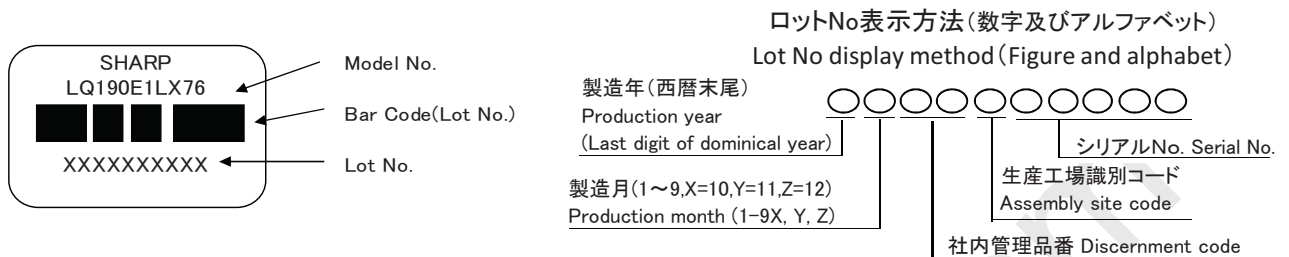 SHARP
LQ190E1LX76
XXXXXXXXXX
Model No.
Bar Code(Lot No.)
Lot No.
ロットNo表示方法(数字及びアルファベット)
Lot No display method(Figure and alphabet)
製造年(西暦末尾)
Production year
(Last digit of dominical year)
製造月(1～9,X=10,Y=11,Z=12)
Production month (1-9X, Y, Z)
シリアルNo. Serial No.
生産工場識別コード
Assembly site code
社内管理品番 Discernment code